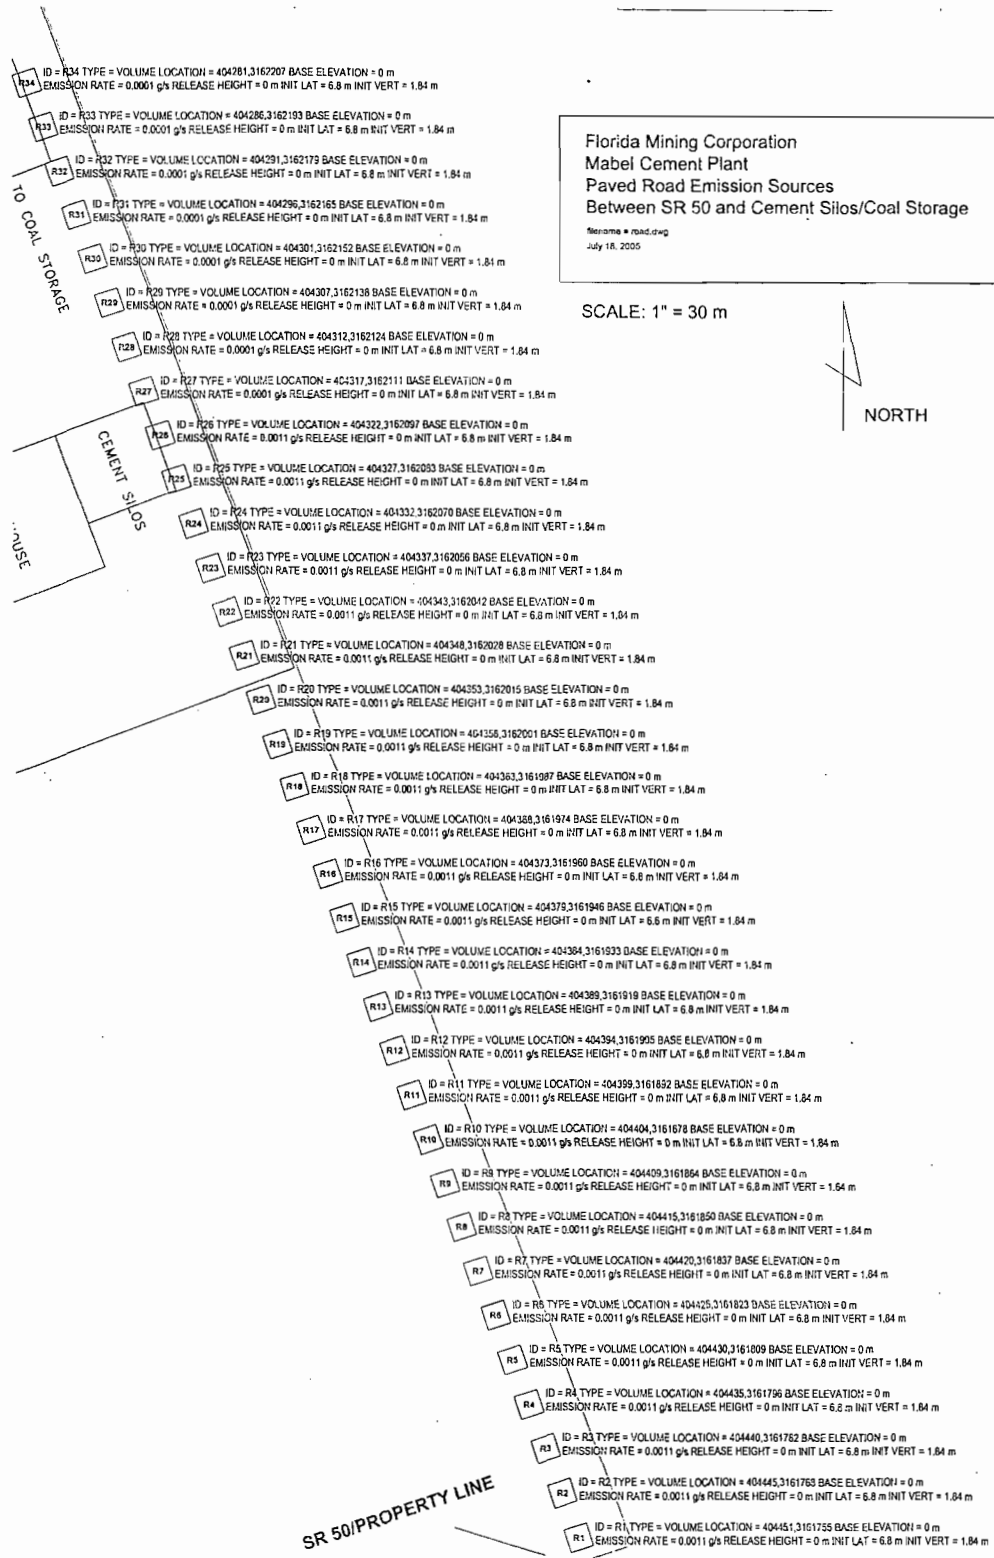 R34
ID = R34 TYPE = VOLUME LOCATION = 404281,3162207 BASE ELEVATION = 0 m
EMISSION RATE = 0.0001 g/s RELEASE HEIGHT = 0 m INIT LAT = 6.8 m INIT VERT = 1.84 m
R33
ID = R33 TYPE = VOLUME LOCATION = 404286,3162193 BASE ELEVATION = 0 m
EMISSION RATE = 0.0001 g/s RELEASE HEIGHT = 0 m INIT LAT = 6.8 m INIT VERT = 1.84 m
R32
ID = R32 TYPE = VOLUME LOCATION = 404291,3162179 BASE ELEVATION = 0 m
EMISSION RATE = 0.0001 g/s RELEASE HEIGHT = 0 m INIT LAT = 6.8 m INIT VERT = 1.84 m
R31
ID = R31 TYPE = VOLUME LOCATION = 404296,3162165 BASE ELEVATION = 0 m
EMISSION RATE = 0.0001 g/s RELEASE HEIGHT = 0 m INIT LAT = 6.8 m INIT VERT = 1.84 m
R30
ID = R30 TYPE = VOLUME LOCATION = 404301,3162152 BASE ELEVATION = 0 m
EMISSION RATE = 0.0001 g/s RELEASE HEIGHT = 0 m INIT LAT = 6.8 m INIT VERT = 1.84 m
R29
ID = R29 TYPE = VOLUME LOCATION = 404307,3162138 BASE ELEVATION = 0 m
EMISSION RATE = 0.0001 g/s RELEASE HEIGHT = 0 m INIT LAT = 6.8 m INIT VERT = 1.84 m
R28
ID = R28 TYPE = VOLUME LOCATION = 404312,3162124 BASE ELEVATION = 0 m
EMISSION RATE = 0.0001 g/s RELEASE HEIGHT = 0 m INIT LAT = 6.8 m INIT VERT = 1.84 m
R27
ID = R27 TYPE = VOLUME LOCATION = 404317,3162111 BASE ELEVATION = 0 m
EMISSION RATE = 0.0001 g/s RELEASE HEIGHT = 0 m INIT LAT = 6.8 m INIT VERT = 1.84 m
R26
ID = R26 TYPE = VOLUME LOCATION = 404322,3162097 BASE ELEVATION = 0 m
EMISSION RATE = 0.0011 g/s RELEASE HEIGHT = 0 m INIT LAT = 6.8 m INIT VERT = 1.84 m
R25
ID = R25 TYPE = VOLUME LOCATION = 404327,3162083 BASE ELEVATION = 0 m
EMISSION RATE = 0.0011 g/s RELEASE HEIGHT = 0 m INIT LAT = 6.8 m INIT VERT = 1.84 m
R24
ID = R24 TYPE = VOLUME LOCATION = 404332,3162070 BASE ELEVATION = 0 m
EMISSION RATE = 0.0011 g/s RELEASE HEIGHT = 0 m INIT LAT = 6.8 m INIT VERT = 1.84 m
R23
ID = R23 TYPE = VOLUME LOCATION = 404337,3162056 BASE ELEVATION = 0 m
EMISSION RATE = 0.0011 g/s RELEASE HEIGHT = 0 m INIT LAT = 6.8 m INIT VERT = 1.84 m
R22
ID = R22 TYPE = VOLUME LOCATION = 404343,3162042 BASE ELEVATION = 0 m
EMISSION RATE = 0.0011 g/s RELEASE HEIGHT = 0 m INIT LAT = 6.8 m INIT VERT = 1.84 m
R21
ID = R21 TYPE = VOLUME LOCATION = 404348,3162028 BASE ELEVATION = 0 m
EMISSION RATE = 0.0011 g/s RELEASE HEIGHT = 0 m INIT LAT = 6.8 m INIT VERT = 1.84 m
R20
ID = R20 TYPE = VOLUME LOCATION = 404353,3162015 BASE ELEVATION = 0 m
EMISSION RATE = 0.0011 g/s RELEASE HEIGHT = 0 m INIT LAT = 6.8 m INIT VERT = 1.84 m
R19
ID = R19 TYPE = VOLUME LOCATION = 404358,3162001 BASE ELEVATION = 0 m
EMISSION RATE = 0.0011 g/s RELEASE HEIGHT = 0 m INIT LAT = 6.8 m INIT VERT = 1.84 m
R18
ID = R18 TYPE = VOLUME LOCATION = 404363,3161987 BASE ELEVATION = 0 m
EMISSION RATE = 0.0011 g/s RELEASE HEIGHT = 0 m INIT LAT = 6.8 m INIT VERT = 1.84 m
R17
ID = R17 TYPE = VOLUME LOCATION = 404368,3161974 BASE ELEVATION = 0 m
EMISSION RATE = 0.0011 g/s RELEASE HEIGHT = 0 m INIT LAT = 6.8 m INIT VERT = 1.84 m
R16
ID = R16 TYPE = VOLUME LOCATION = 404373,3161960 BASE ELEVATION = 0 m
EMISSION RATE = 0.0011 g/s RELEASE HEIGHT = 0 m INIT LAT = 6.8 m INIT VERT = 1.84 m
R15
ID = R15 TYPE = VOLUME LOCATION = 404379,3161946 BASE ELEVATION = 0 m
EMISSION RATE = 0.0011 g/s RELEASE HEIGHT = 0 m INIT LAT = 6.8 m INIT VERT = 1.84 m
R14
ID = R14 TYPE = VOLUME LOCATION = 404384,3161933 BASE ELEVATION = 0 m
EMISSION RATE = 0.0011 g/s RELEASE HEIGHT = 0 m INIT LAT = 6.8 m INIT VERT = 1.84 m
R13
ID = R13 TYPE = VOLUME LOCATION = 404389,3161919 BASE ELEVATION = 0 m
EMISSION RATE = 0.0011 g/s RELEASE HEIGHT = 0 m INIT LAT = 6.8 m INIT VERT = 1.84 m
R12
ID = R12 TYPE = VOLUME LOCATION = 404394,3161905 BASE ELEVATION = 0 m
EMISSION RATE = 0.0011 g/s RELEASE HEIGHT = 0 m INIT LAT = 6.8 m INIT VERT = 1.84 m
R11
ID = R11 TYPE = VOLUME LOCATION = 404399,3161892 BASE ELEVATION = 0 m
EMISSION RATE = 0.0011 g/s RELEASE HEIGHT = 0 m INIT LAT = 6.8 m INIT VERT = 1.84 m
R10
ID = R10 TYPE = VOLUME LOCATION = 404404,3161878 BASE ELEVATION = 0 m
EMISSION RATE = 0.0011 g/s RELEASE HEIGHT = 0 m INIT LAT = 6.8 m INIT VERT = 1.84 m
R9
ID = R9 TYPE = VOLUME LOCATION = 404409,3161864 BASE ELEVATION = 0 m
EMISSION RATE = 0.0011 g/s RELEASE HEIGHT = 0 m INIT LAT = 6.8 m INIT VERT = 1.84 m
R8
ID = R8 TYPE = VOLUME LOCATION = 404415,3161850 BASE ELEVATION = 0 m
EMISSION RATE = 0.0011 g/s RELEASE HEIGHT = 0 m INIT LAT = 6.8 m INIT VERT = 1.84 m
R7
ID = R7 TYPE = VOLUME LOCATION = 404420,3161837 BASE ELEVATION = 0 m
EMISSION RATE = 0.0011 g/s RELEASE HEIGHT = 0 m INIT LAT = 6.8 m INIT VERT = 1.84 m
R6
ID = R6 TYPE = VOLUME LOCATION = 404425,3161823 BASE ELEVATION = 0 m
EMISSION RATE = 0.0011 g/s RELEASE HEIGHT = 0 m INIT LAT = 6.8 m INIT VERT = 1.84 m
R5
ID = R5 TYPE = VOLUME LOCATION = 404430,3161809 BASE ELEVATION = 0 m
EMISSION RATE = 0.0011 g/s RELEASE HEIGHT = 0 m INIT LAT = 6.8 m INIT VERT = 1.84 m
R4
ID = R4 TYPE = VOLUME LOCATION = 404435,3161796 BASE ELEVATION = 0 m
EMISSION RATE = 0.0011 g/s RELEASE HEIGHT = 0 m INIT LAT = 6.8 m INIT VERT = 1.84 m
R3
ID = R3 TYPE = VOLUME LOCATION = 404440,3161782 BASE ELEVATION = 0 m
EMISSION RATE = 0.0011 g/s RELEASE HEIGHT = 0 m INIT LAT = 6.8 m INIT VERT = 1.84 m
R2
ID = R2 TYPE = VOLUME LOCATION = 404445,3161768 BASE ELEVATION = 0 m
EMISSION RATE = 0.0011 g/s RELEASE HEIGHT = 0 m INIT LAT = 6.8 m INIT VERT = 1.84 m
R1
ID = R1 TYPE = VOLUME LOCATION = 404451,3161755 BASE ELEVATION = 0 m
EMISSION RATE = 0.0011 g/s RELEASE HEIGHT = 0 m INIT LAT = 6.8 m INIT VERT = 1.84 m
Florida Mining Corporation
Mabel Cement Plant
Paved Road Emission Sources
Between SR 50 and Cement Silos/Coal Storage
filename = road.dwg
July 18, 2005
SCALE: 1" = 30 m
NORTH
TO COAL STORAGE
CEMENT SILOS
OUSE
SR 50/PROPERTY LINE